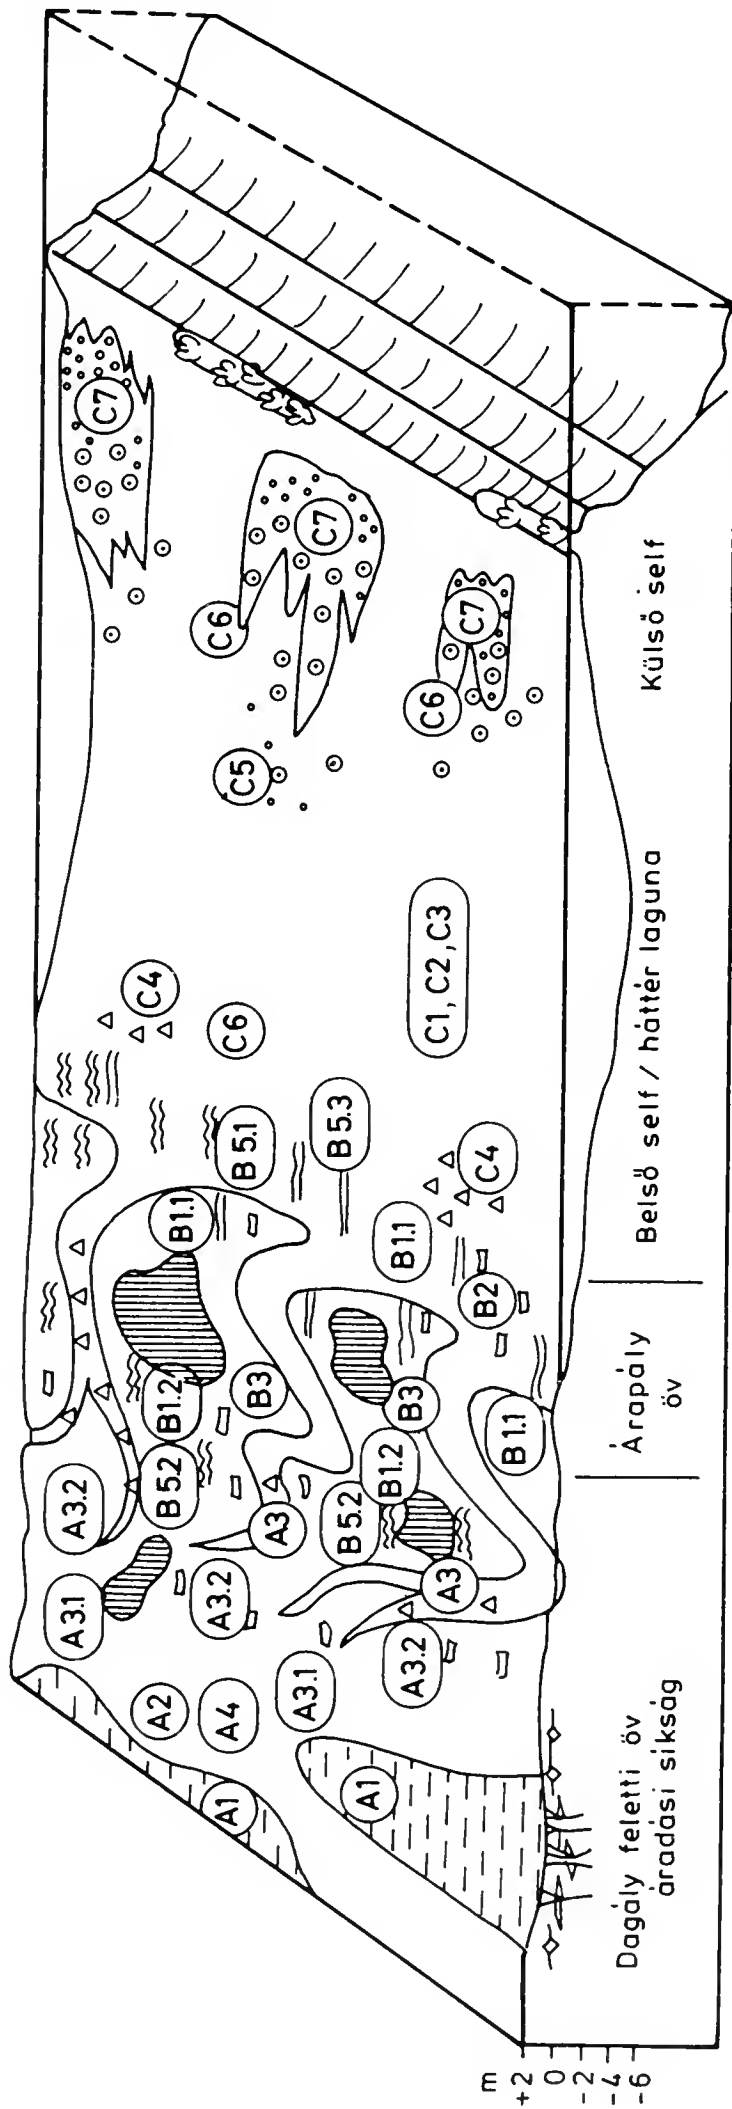 A3.1
A3.2
C7
A2
B5.2
B1.2
B1.1
C4
A1
A4
A3.2
B3
B5.1
C6
C5
C6
A3.1
A3
B5.2
B5.3
C7
A1
B1.2
B1.1
A3.2
A3
B3
B2
C4
C1, C2, C3
C6
C7
B1.1
m
+2
0
-2
-4
-6
Dagály feletti öv
áradási síkság
Árapály
öv
Belső self / háttér laguna
Külső self